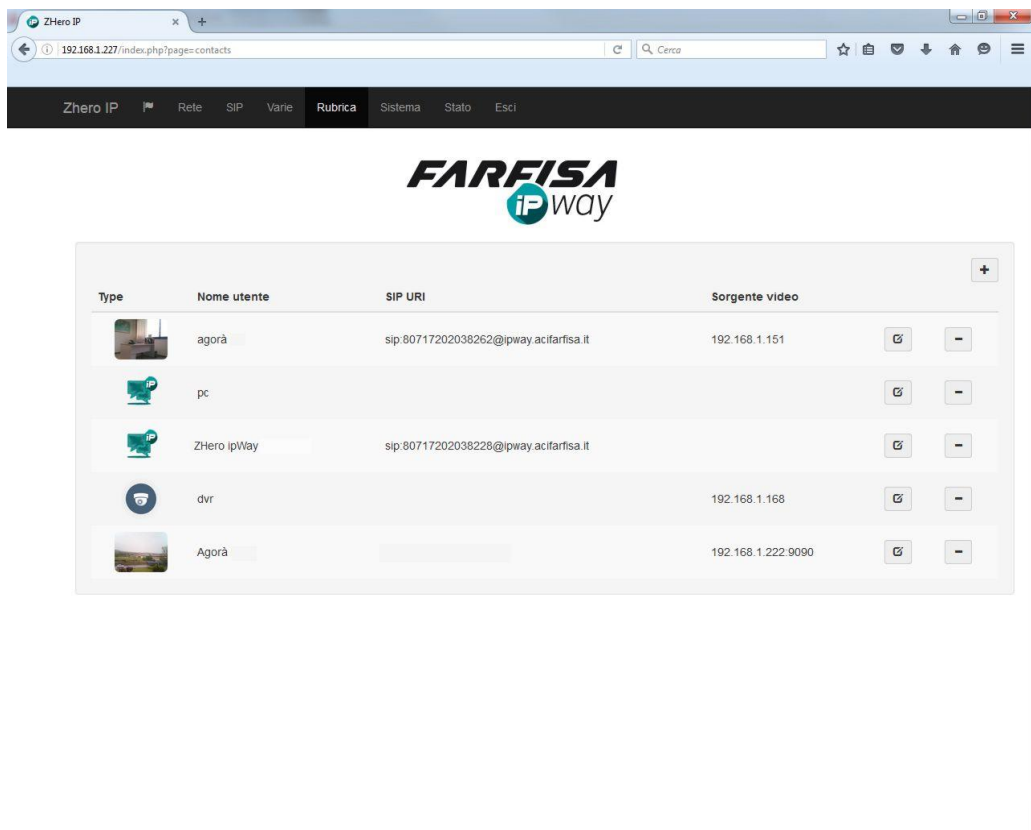 ZHero IP
192.168.1.227/index.php?page=contacts
Cerca
Zhero IP Rete SIP Varie Rubrica Sistema Stato Esci
FARFISA
iP way
Type Nome utente SIP URI Sorgente video
agorà sip:80717202038262@ipway.acifarfisa.it 192.168.1.151
pc
ZHero ipWay sip:80717202038228@ipway.acifarfisa.it
dvr 192.168.1.168
Agorà 192.168.1.222:9090